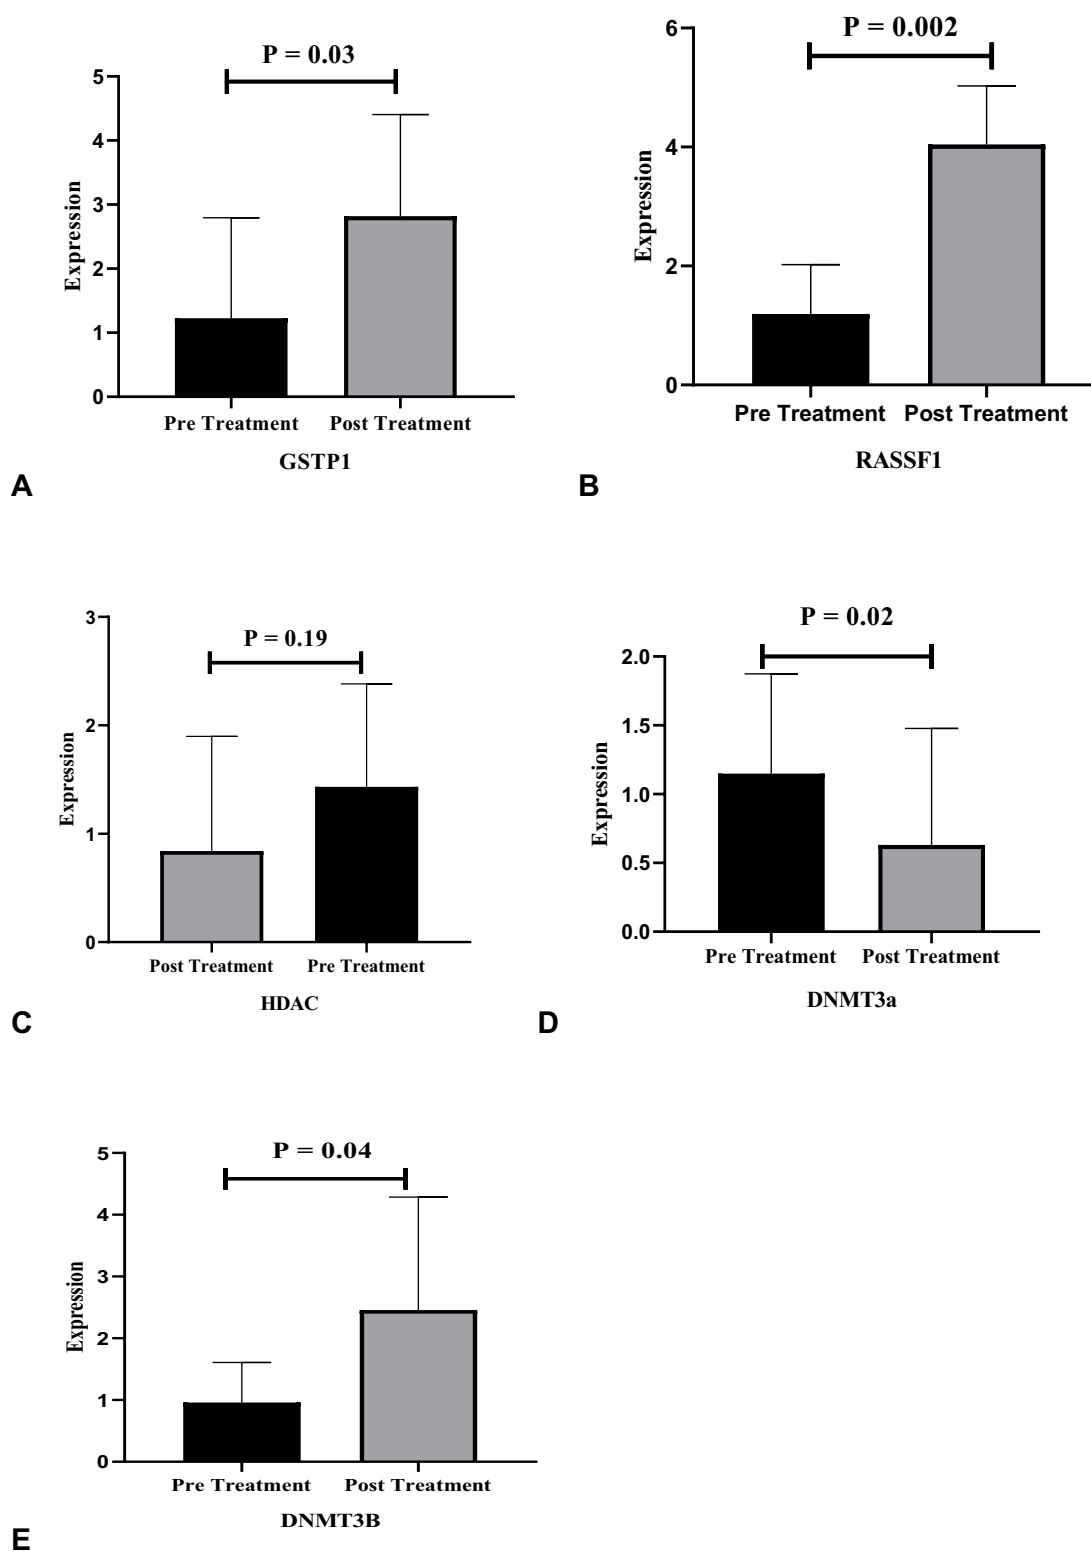 P = 0.03
5
4
3
2
1
0
Expression
Pre Treatment Post Treatment
GSTP1
A
P = 0.002
6
4
2
0
Expression
Pre Treatment Post Treatment
RASSF1
B
P = 0.19
3
2
1
0
Expression
Post Treatment Pre Treatment
HDAC
C
P = 0.02
2.0
1.5
1.0
0.5
0.0
Expression
Pre Treatment Post Treatment
DNMT3a
D
P = 0.04
5
4
3
2
1
0
Expression
Pre Treatment Post Treatment
DNMT3B
E